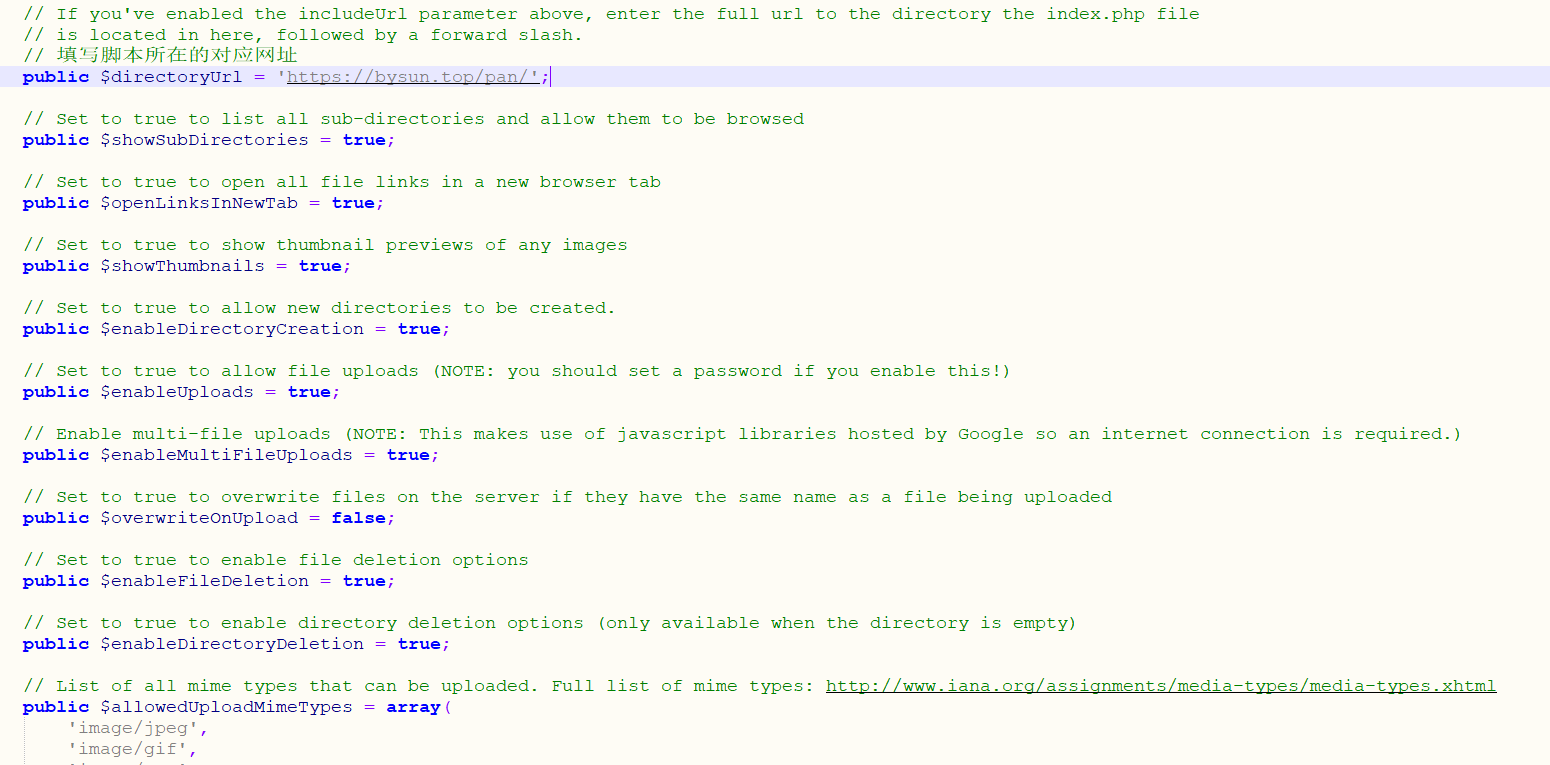 // If you've enabled the includeUrl parameter above, enter the full url to the directory the index.php file
// is located in here, followed by a forward slash.
// 填写脚本所在的对应网址
public $directoryUrl = 'https://bysun.top/pan/';
// Set to true to list all sub-directories and allow them to be browsed
public $showSubDirectories = true;
// Set to true to open all file links in a new browser tab
public $openLinksInNewTab = true;
// Set to true to show thumbnail previews of any images
public $showThumbnails = true;
// Set to true to allow new directories to be created.
public $enableDirectoryCreation = true;
// Set to true to allow file uploads (NOTE: you should set a password if you enable this!)
public $enableUploads = true;
// Enable multi-file uploads (NOTE: This makes use of javascript libraries hosted by Google so an internet connection is required.)
public $enableMultiFileUploads = true;
// Set to true to overwrite files on the server if they have the same name as a file being uploaded
public $overwriteOnUpload = false;
// Set to true to enable file deletion options
public $enableFileDeletion = true;
// Set to true to enable directory deletion options (only available when the directory is empty)
public $enableDirectoryDeletion = true;
// List of all mime types that can be uploaded. Full list of mime types: http://www.iana.org/assignments/media-types/media-types.xhtml
public $allowedUploadMimeTypes = array(
'image/jpeg',
'image/gif',